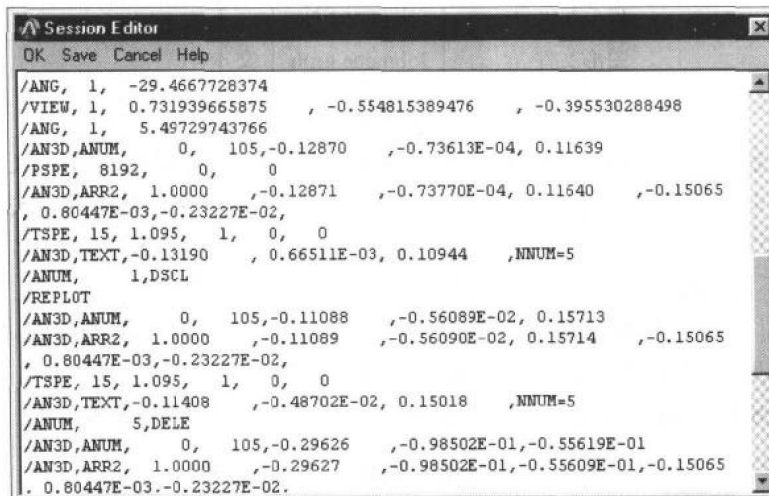 Session Editor
OK Save Cancel Help
/ANG, 1, -29.4667728374
/VIEW, 1, 0.731939665875 , -0.554815389476 , -0.395530288498
/ANG, 1, 5.49729743766
/AN3D,ANUM, 0, 105,-0.12870 ,-0.73613E-04, 0.11639
/PSPE, 8192, 0, 0
/AN3D,ARR2, 1.0000 ,-0.12871 ,-0.73770E-04, 0.11640 ,-0.15065
, 0.80447E-03,-0.23227E-02,
/TSPE, 15, 1.095, 1, 0, 0
/AN3D,TEXT,-0.13190 , 0.66511E-03, 0.10944 ,NNUM=5
/ANUM, 1,DSCL
/REPLOT
/AN3D,ANUM, 0, 105,-0.11088 ,-0.56089E-02, 0.15713
/AN3D,ARR2, 1.0000 ,-0.11089 ,-0.56090E-02, 0.15714 ,-0.15065
, 0.80447E-03,-0.23227E-02,
/TSPE, 15, 1.095, 1, 0, 0
/AN3D,TEXT,-0.11408 ,-0.48702E-02, 0.15018 ,NNUM=5
/ANUM, 5,DELE
/AN3D,ANUM, 0, 105,-0.29626 ,-0.98502E-01,-0.55619E-01
/AN3D,ARR2, 1.0000 ,-0.29627 ,-0.98502E-01,-0.55609E-01,-0.15065
, 0.80447E-03,-0.23227E-02,